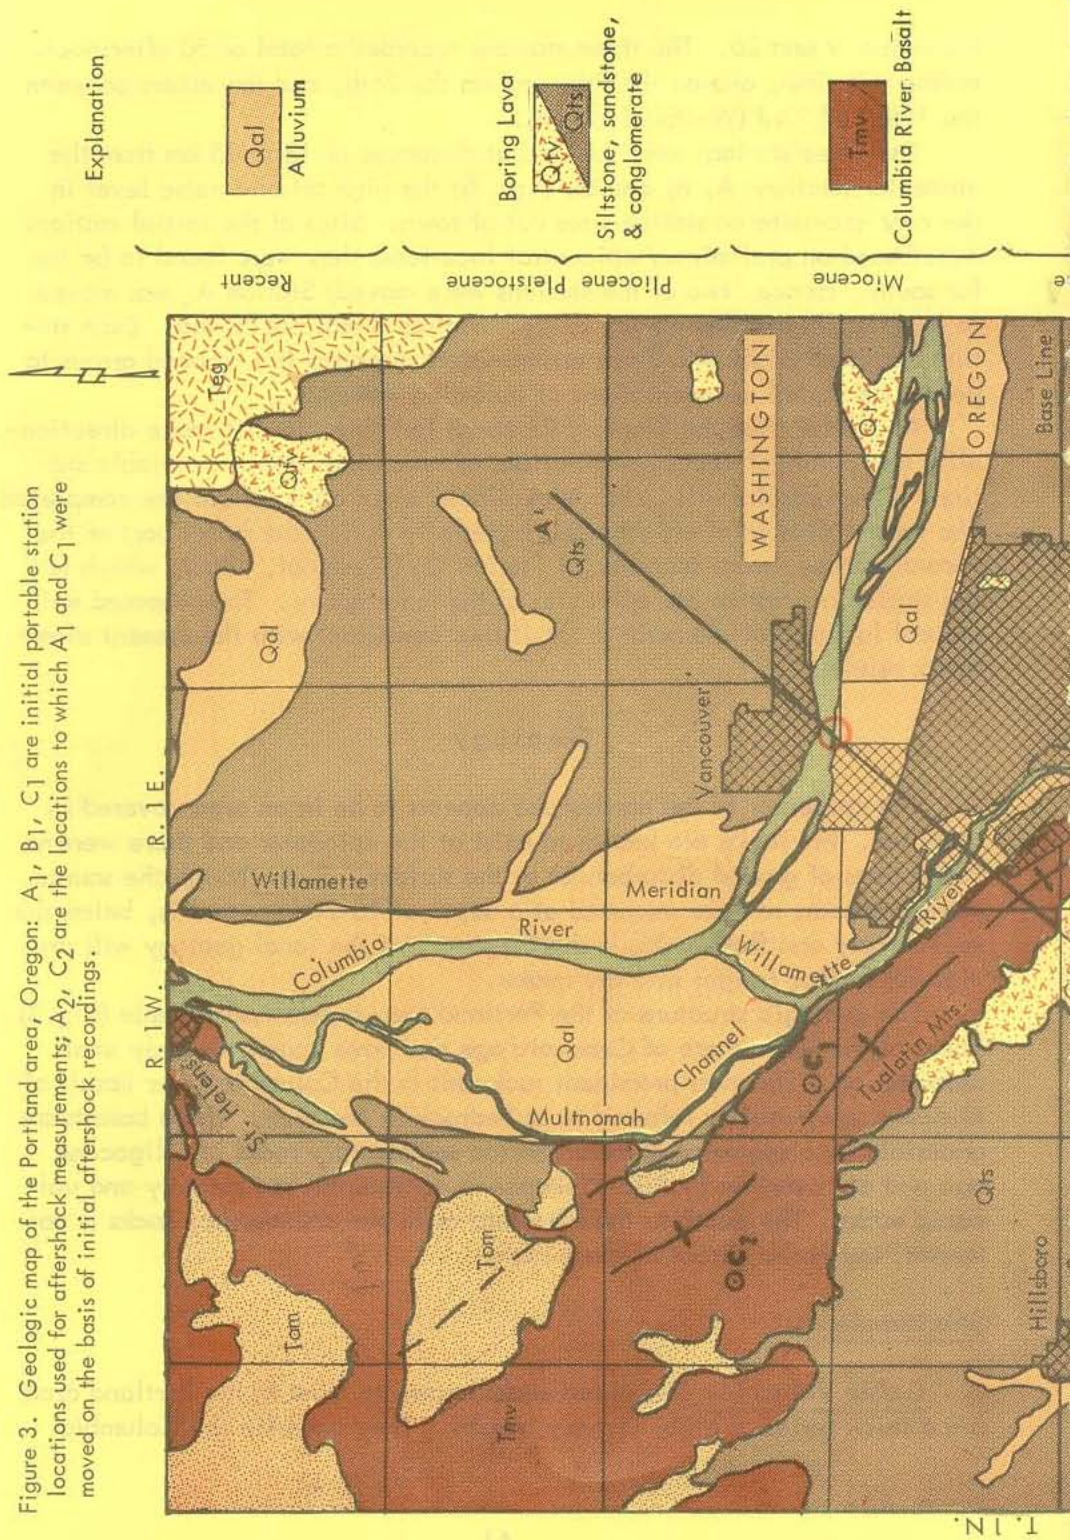 Figure 3. Geologic map of the Portland area, Oregon: A1, B1, C1 are initial portable station
locations used for aftershock measurements; A2, C2 are the locations to which A1 and C1 were
moved on the basis of initial aftershock recordings.
R. 1 W. R. 1 E.
Explanation
Recent
Qal
Alluvium
Pliocene Pleistocene
Boring Lava
Qtv
Qts
Siltstone, sandstone,
& conglomerate
Miocene
Tmv
Columbia River Basalt
St. Helens
Willamette
Meridian
Columbia
River
Qal
Teg
Qtv
A'
Qts
WASHINGTON
Qtv
OREGON
Base Line
Vancouver
Qal
Willamette
River
Qal
Multnomah
Channel
OC1
Tualatin Mts.
Tom
Tom
OC2
Tmv
Qts
Hillsboro
T. 1 N.